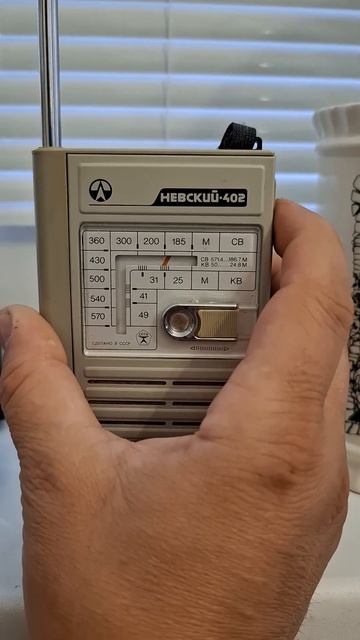 НЕВСКИЙ·402
360 300 200 185 М СВ
430
СВ 571,4...186,7 М
КВ 50......24,8 М
500 31 25 М КВ
540 41
570 49
СДЕЛАНО В СССР